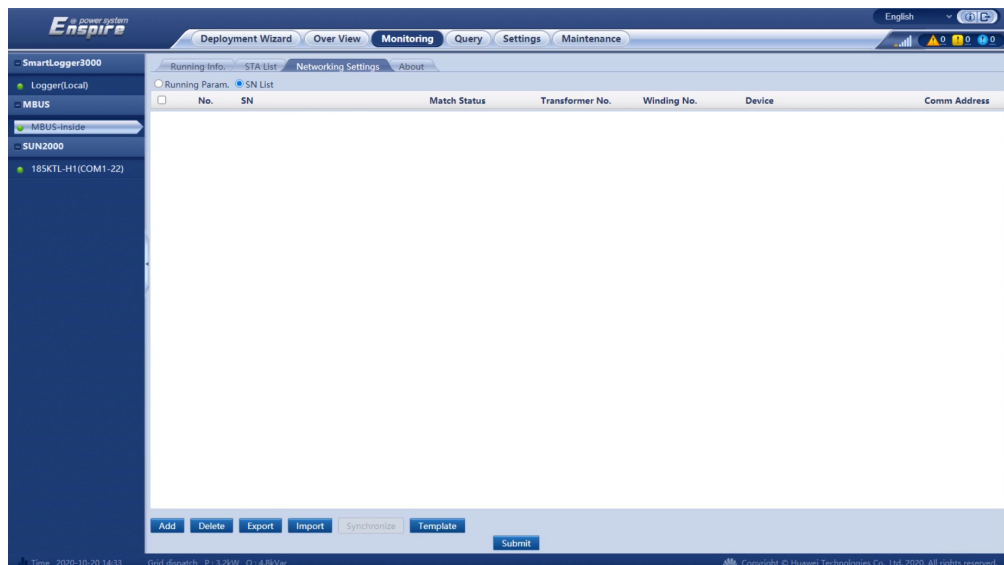 Enspire e power system
English
Deployment Wizard Over View Monitoring Query Settings Maintenance
0 0 0
SmartLogger3000
Logger(Local)
MBUS
MBUS-inside
SUN2000
185KTL-H1(COM1-22)
Running Info. STA List Networking Settings About
Running Param. SN List
No. SN Match Status Transformer No. Winding No. Device Comm Address
Add Delete Export Import Synchronize Template
Submit
Time 2020-10-20 14:33 Grid dispatch P : 3.2kW Q : 4.8kVar Copyright © Huawei Technologies Co., Ltd. 2020. All rights reserved.